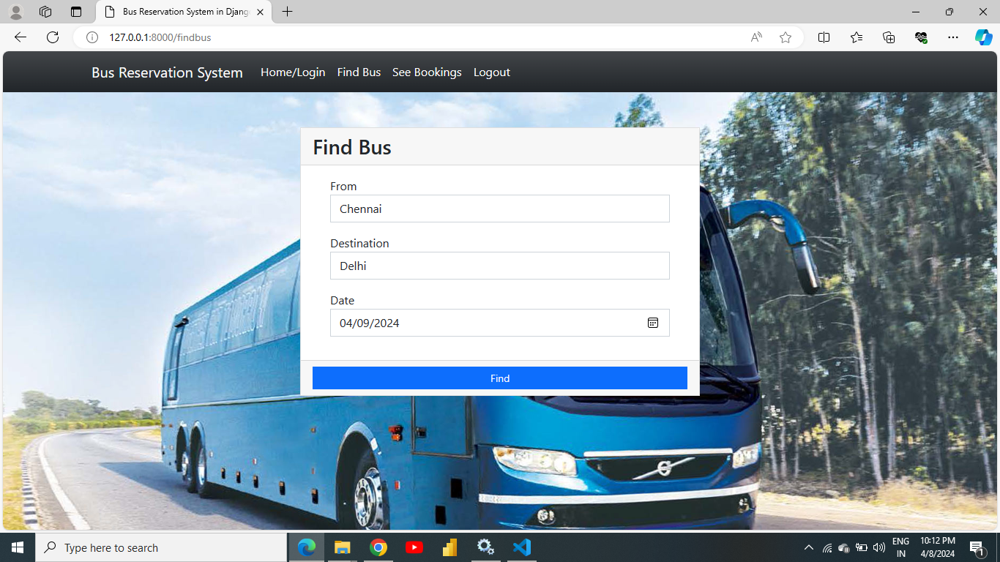 Bus Reservation System in Djang
127.0.0.1:8000/findbus
Bus Reservation System Home/Login Find Bus See Bookings Logout
Find Bus
From
Chennai
Destination
Delhi
Date
04/09/2024
Find
Type here to search
ENG
IN
10:12 PM
4/8/2024
1